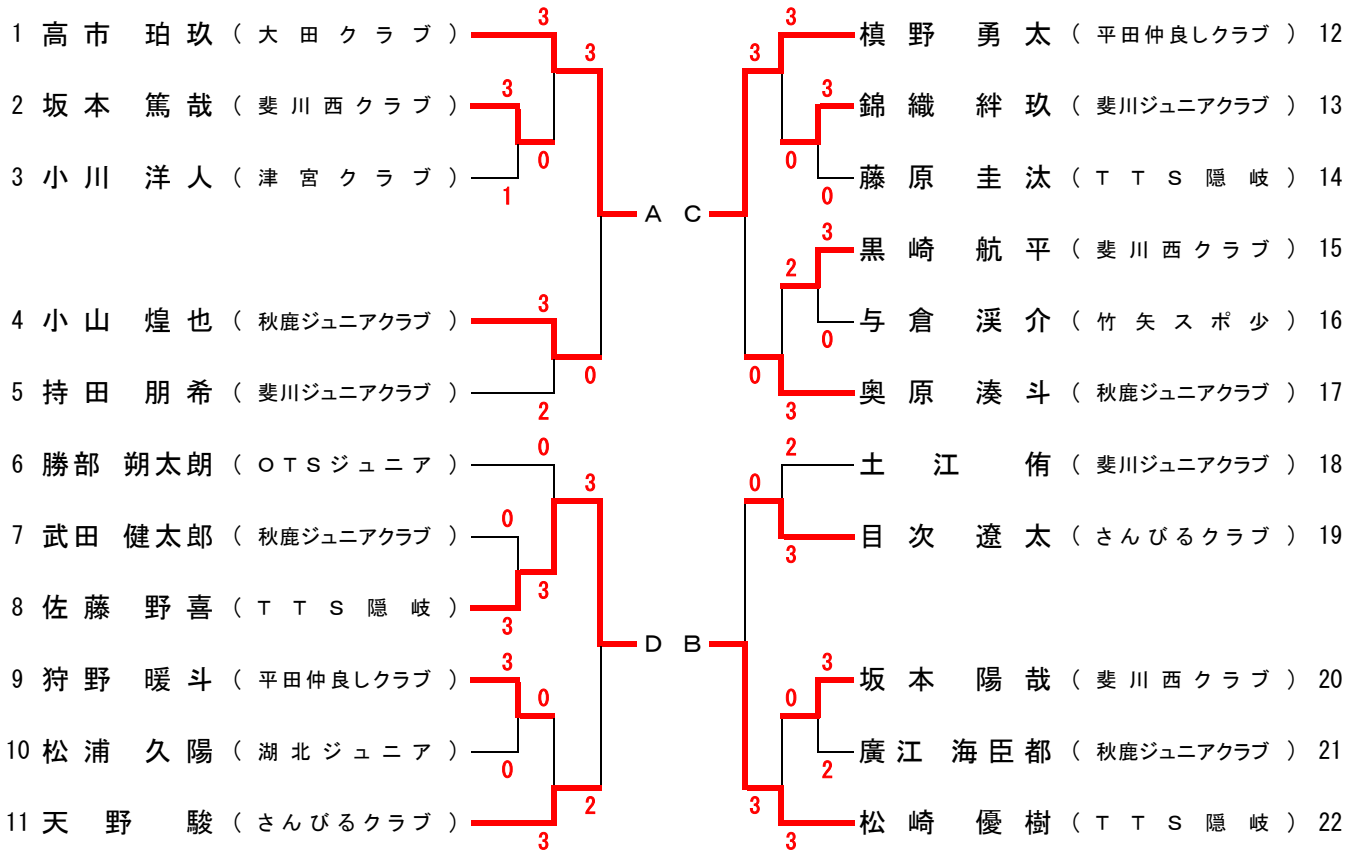 3 3
1 高市 珀玖 ( 大田クラブ ) 槙野 勇太 ( 平田仲良しクラブ ) 12
3 3
3 3
2 坂本 篤哉 ( 斐川西クラブ ) 錦織 絆玖 ( 斐川ジュニアクラブ ) 13
0 0
3 小川 洋人 ( 津宮クラブ ) 藤原 圭汰 ( TTS隠岐 ) 14
1 0
A C
3
黒崎 航平 ( 斐川西クラブ ) 15
2
3
4 小山 煌也 ( 秋鹿ジュニアクラブ ) 与倉 渓介 ( 竹矢スポ少 ) 16
0
0 0
5 持田 朋希 ( 斐川ジュニアクラブ ) 奥原 湊斗 ( 秋鹿ジュニアクラブ ) 17
2 3
0 2
6 勝部 朔太朗 ( OTSジュニア ) 土江 侑 ( 斐川ジュニアクラブ ) 18
3 0
0
7 武田 健太郎 ( 秋鹿ジュニアクラブ ) 目次 遼太 ( さんびるクラブ ) 19
3
3
8 佐藤 野喜 ( TTS隠岐 )
3
D B
3 3
9 狩野 暖斗 ( 平田仲良しクラブ ) 坂本 陽哉 ( 斐川西クラブ ) 20
0 0
10 松浦 久陽 ( 湖北ジュニア ) 廣江 海臣都 ( 秋鹿ジュニアクラブ ) 21
0 2
2 3
11 天野 駿 ( さんびるクラブ ) 松崎 優樹 ( TTS隠岐 ) 22
3 3